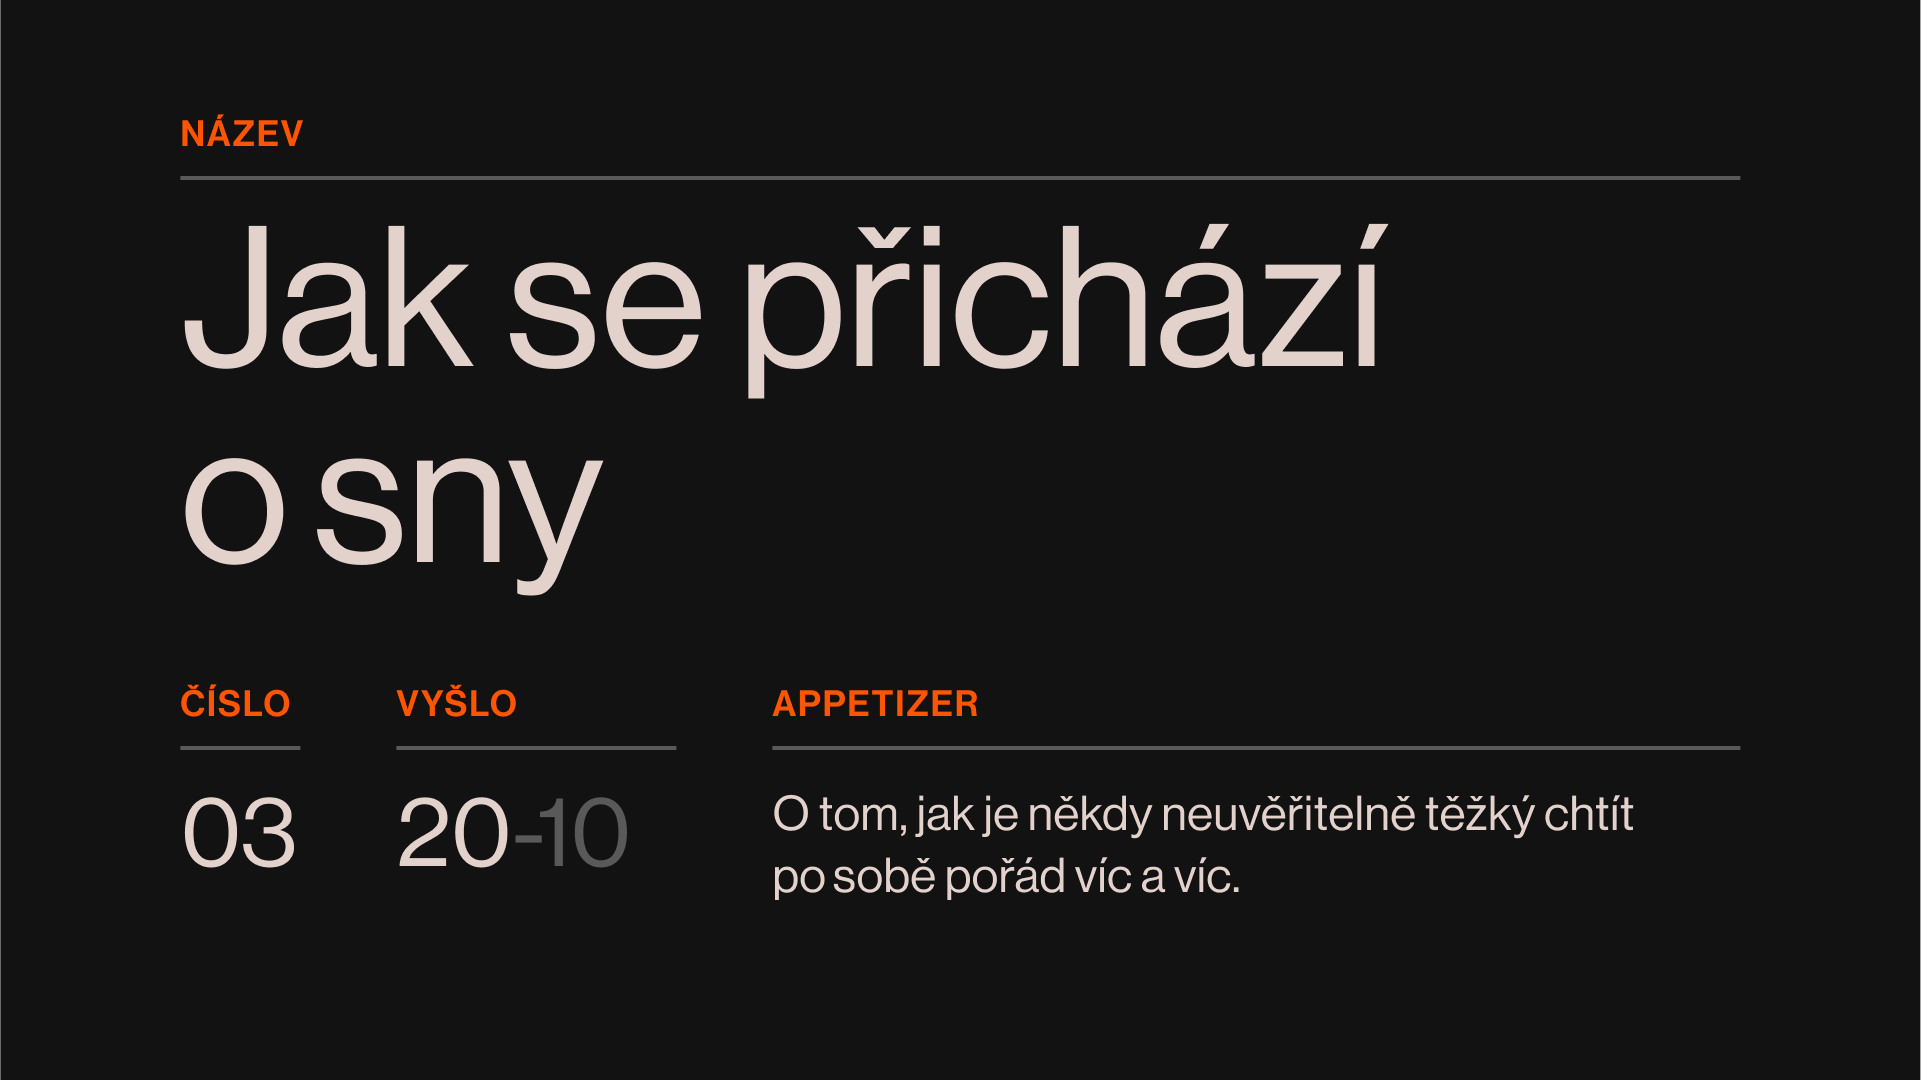 NÁZEV
Jak se přichází
o sny
ČÍSLO
03
VYŠLO
20-10
APPETIZER
O tom, jak je někdy neuvěřitelně těžký chtít
po sobě pořád víc a víc.